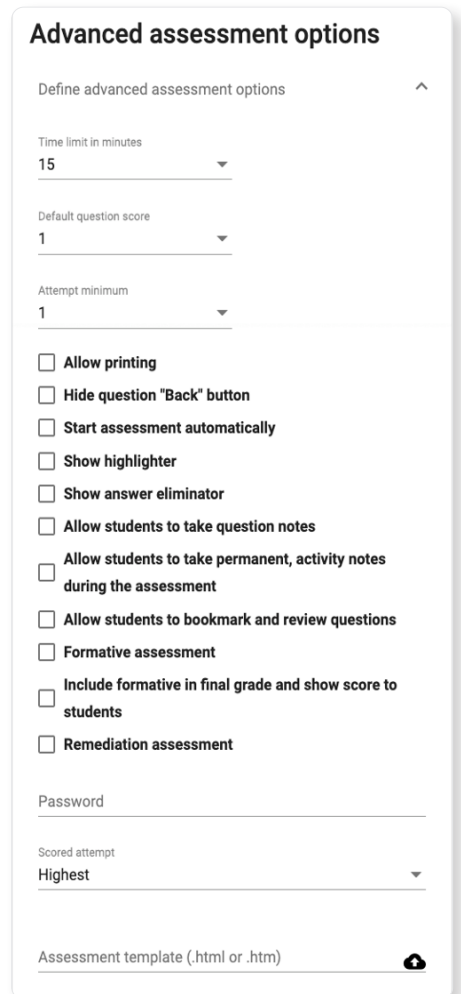 Advanced assessment options
Define advanced assessment options
Time limit in minutes
15
Default question score
1
Attempt minimum
1
Allow printing
Hide question "Back" button
Start assessment automatically
Show highlighter
Show answer eliminator
Allow students to take question notes
Allow students to take permanent, activity notes
during the assessment
Allow students to bookmark and review questions
Formative assessment
Include formative in final grade and show score to
students
Remediation assessment
Password
Scored attempt
Highest
Assessment template (.html or .htm)